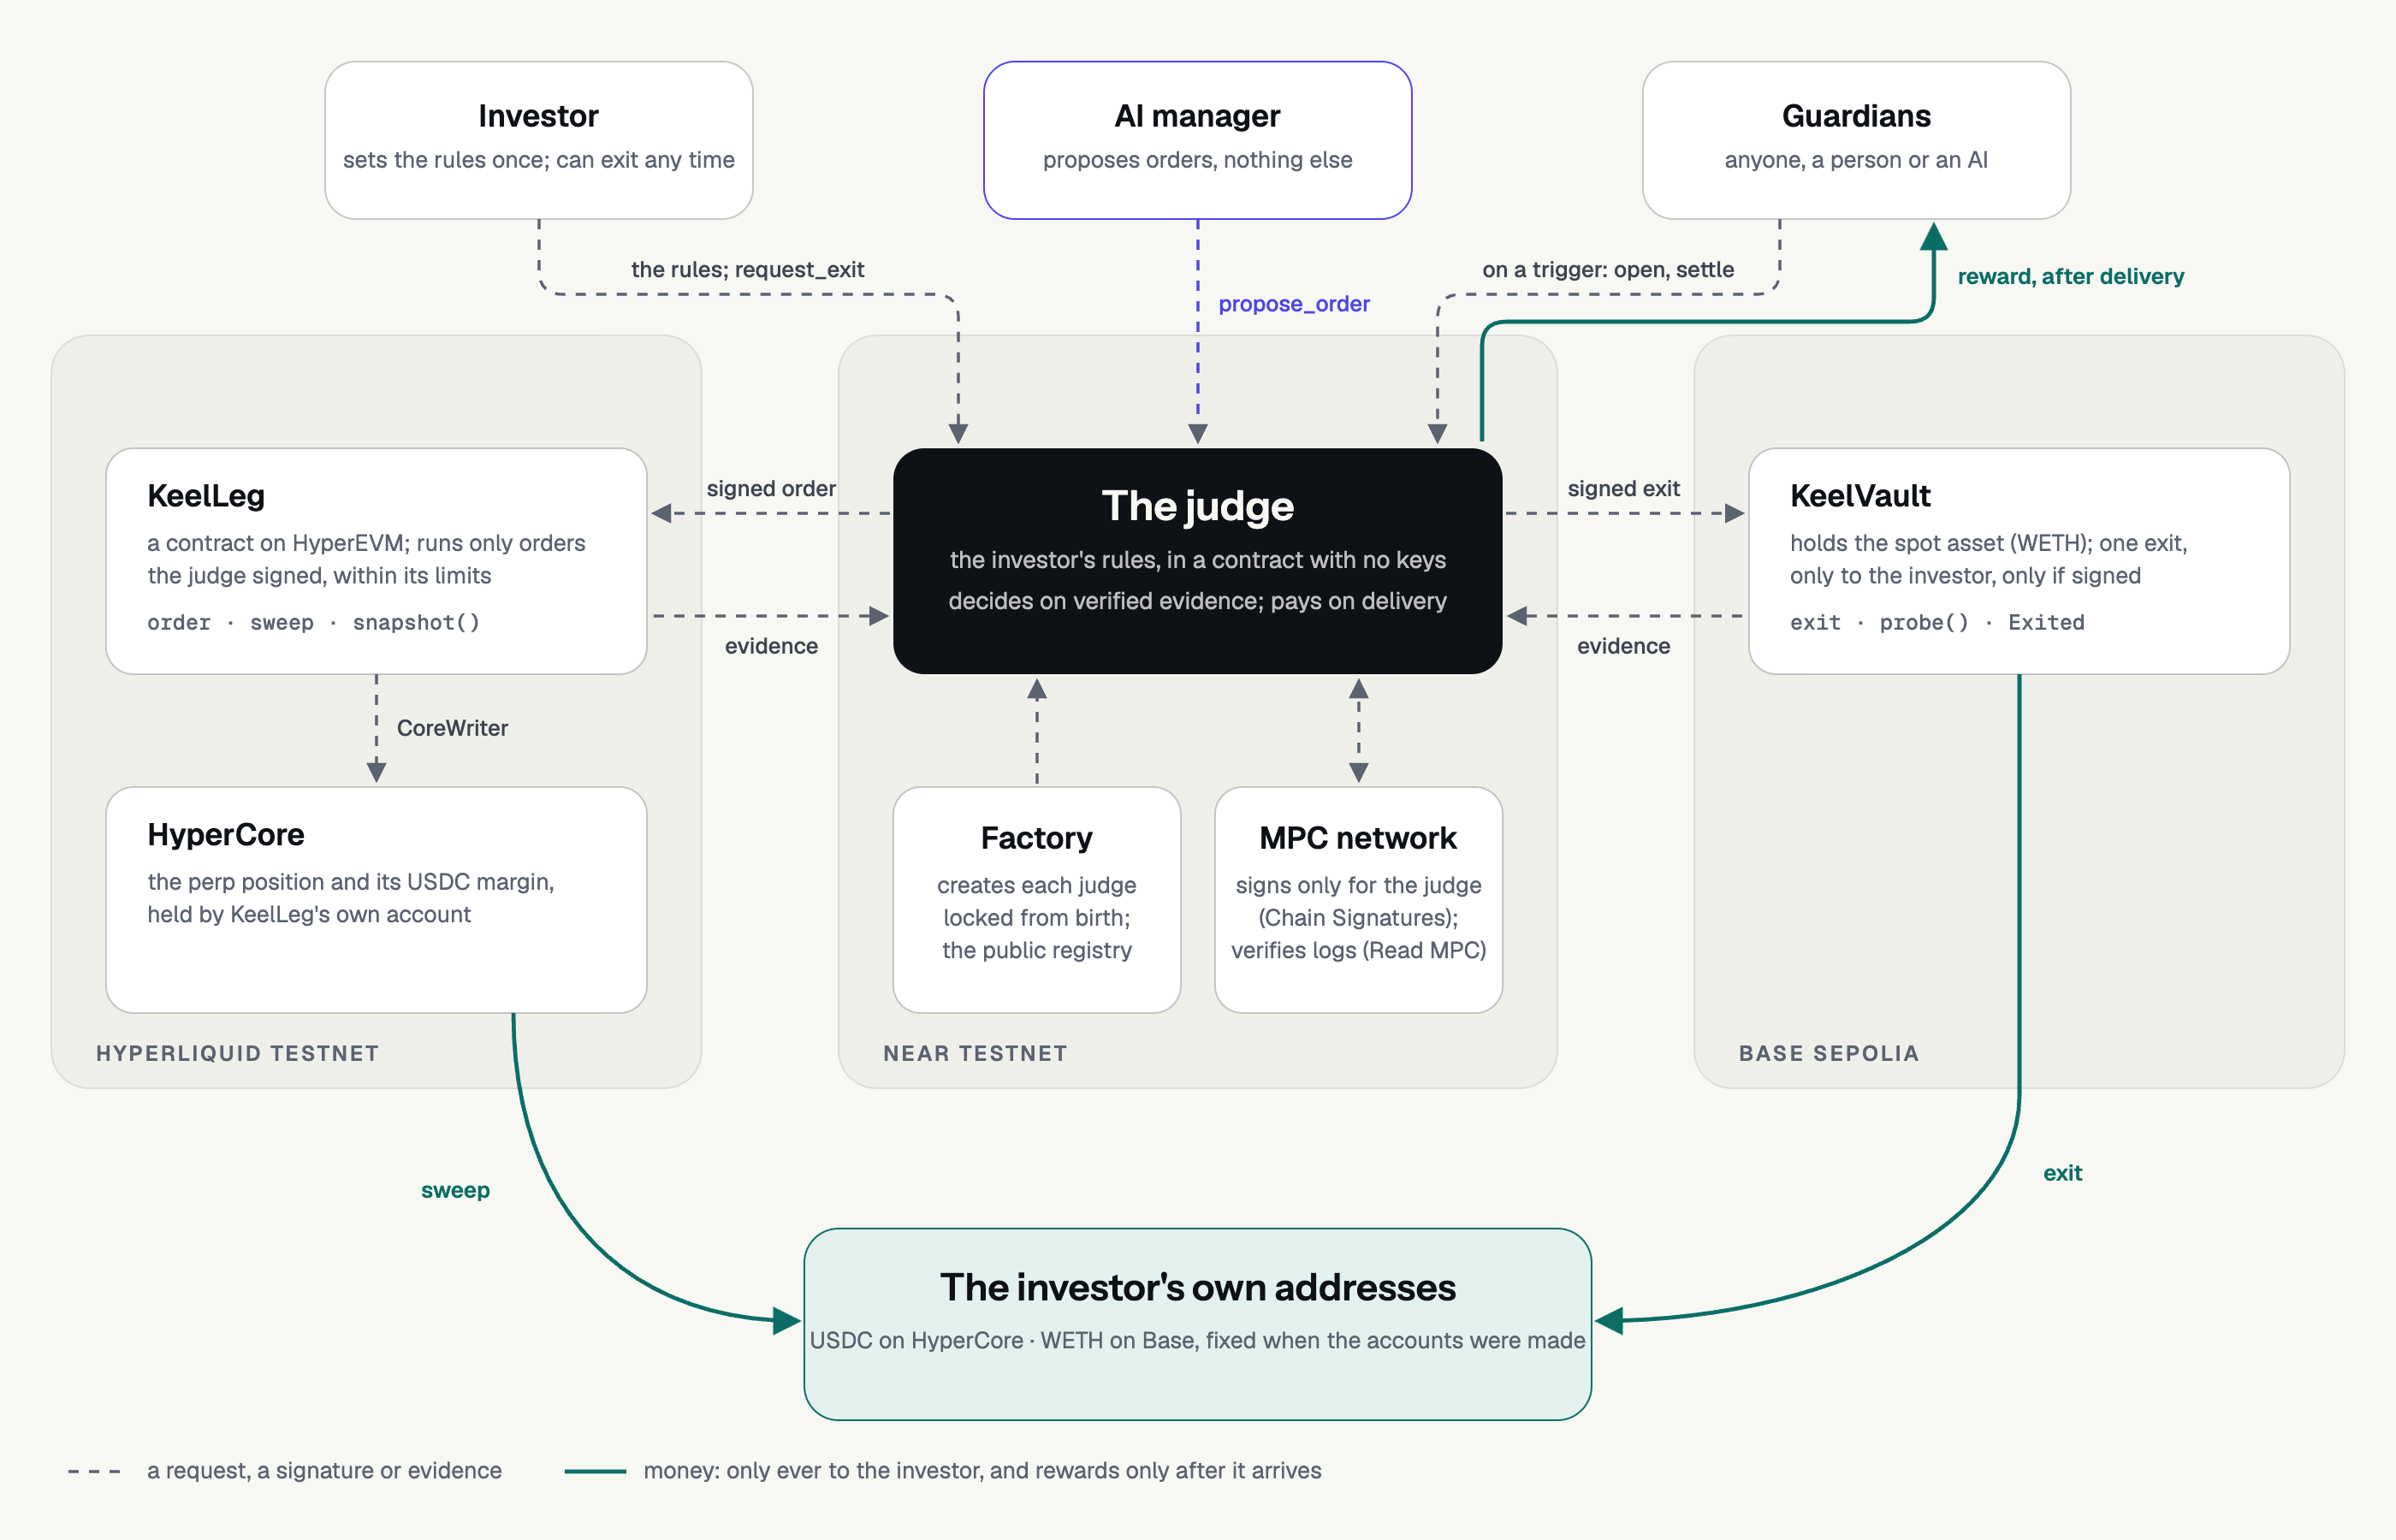 Investor
sets the rules once; can exit any time
AI manager
proposes orders, nothing else
Guardians
anyone, a person or an AI
the rules; request_exit
propose_order
on a trigger: open, settle
reward, after delivery
KeelLeg
a contract on HyperEVM; runs only orders
the judge signed, within its limits
order · sweep · snapshot()
signed order
evidence
The judge
the investor's rules, in a contract with no keys
decides on verified evidence; pays on delivery
signed exit
evidence
KeelVault
holds the spot asset (WETH); one exit,
only to the investor, only if signed
exit · probe() · Exited
CoreWriter
HyperCore
the perp position and its USDC margin,
held by KeelLeg's own account
Factory
creates each judge
locked from birth;
the public registry
MPC network
signs only for the judge
(Chain Signatures);
verifies logs (Read MPC)
HYPERLIQUID TESTNET
NEAR TESTNET
BASE SEPOLIA
sweep
exit
The investor's own addresses
USDC on HyperCore · WETH on Base, fixed when the accounts were made
a request, a signature or evidence
money: only ever to the investor, and rewards only after it arrives